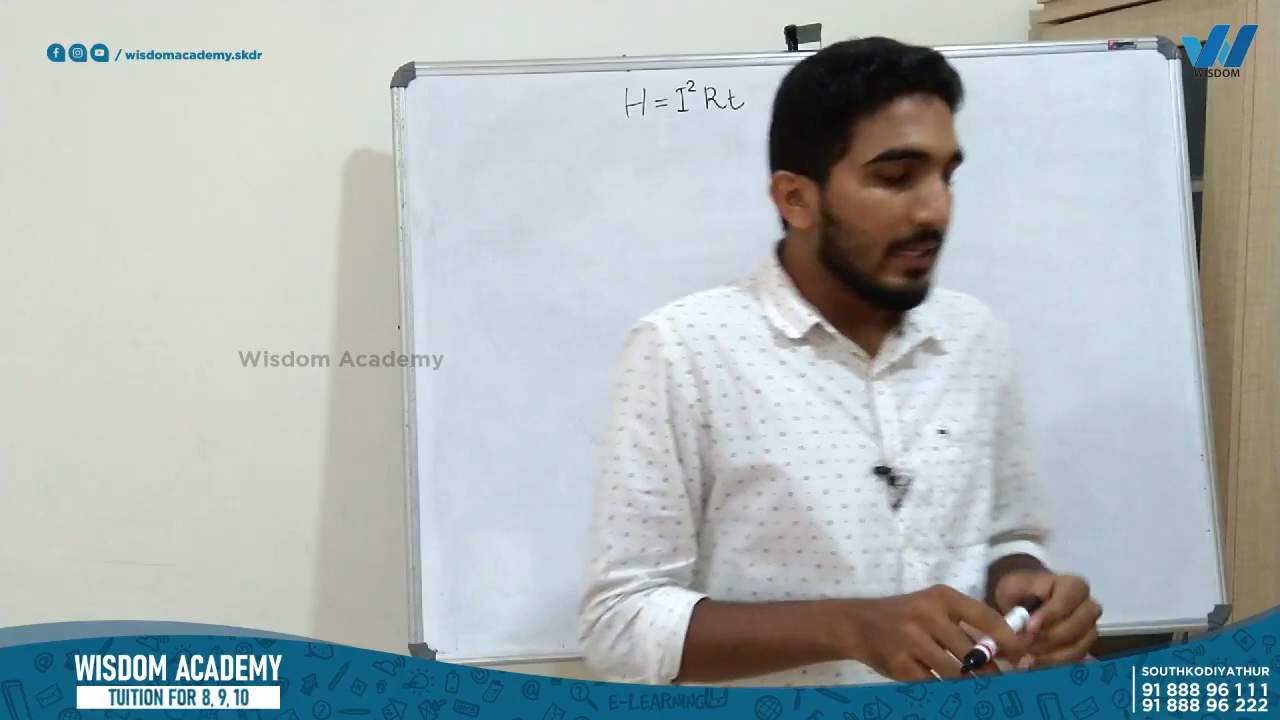 / wisdomacademy.skdr
WISDOM
H = I² Rt
Wisdom Academy
WISDOM ACADEMY
TUITION FOR 8, 9, 10
E-LEARNING
SOUTHKODIYATHUR
91 888 96 111
91 888 96 222